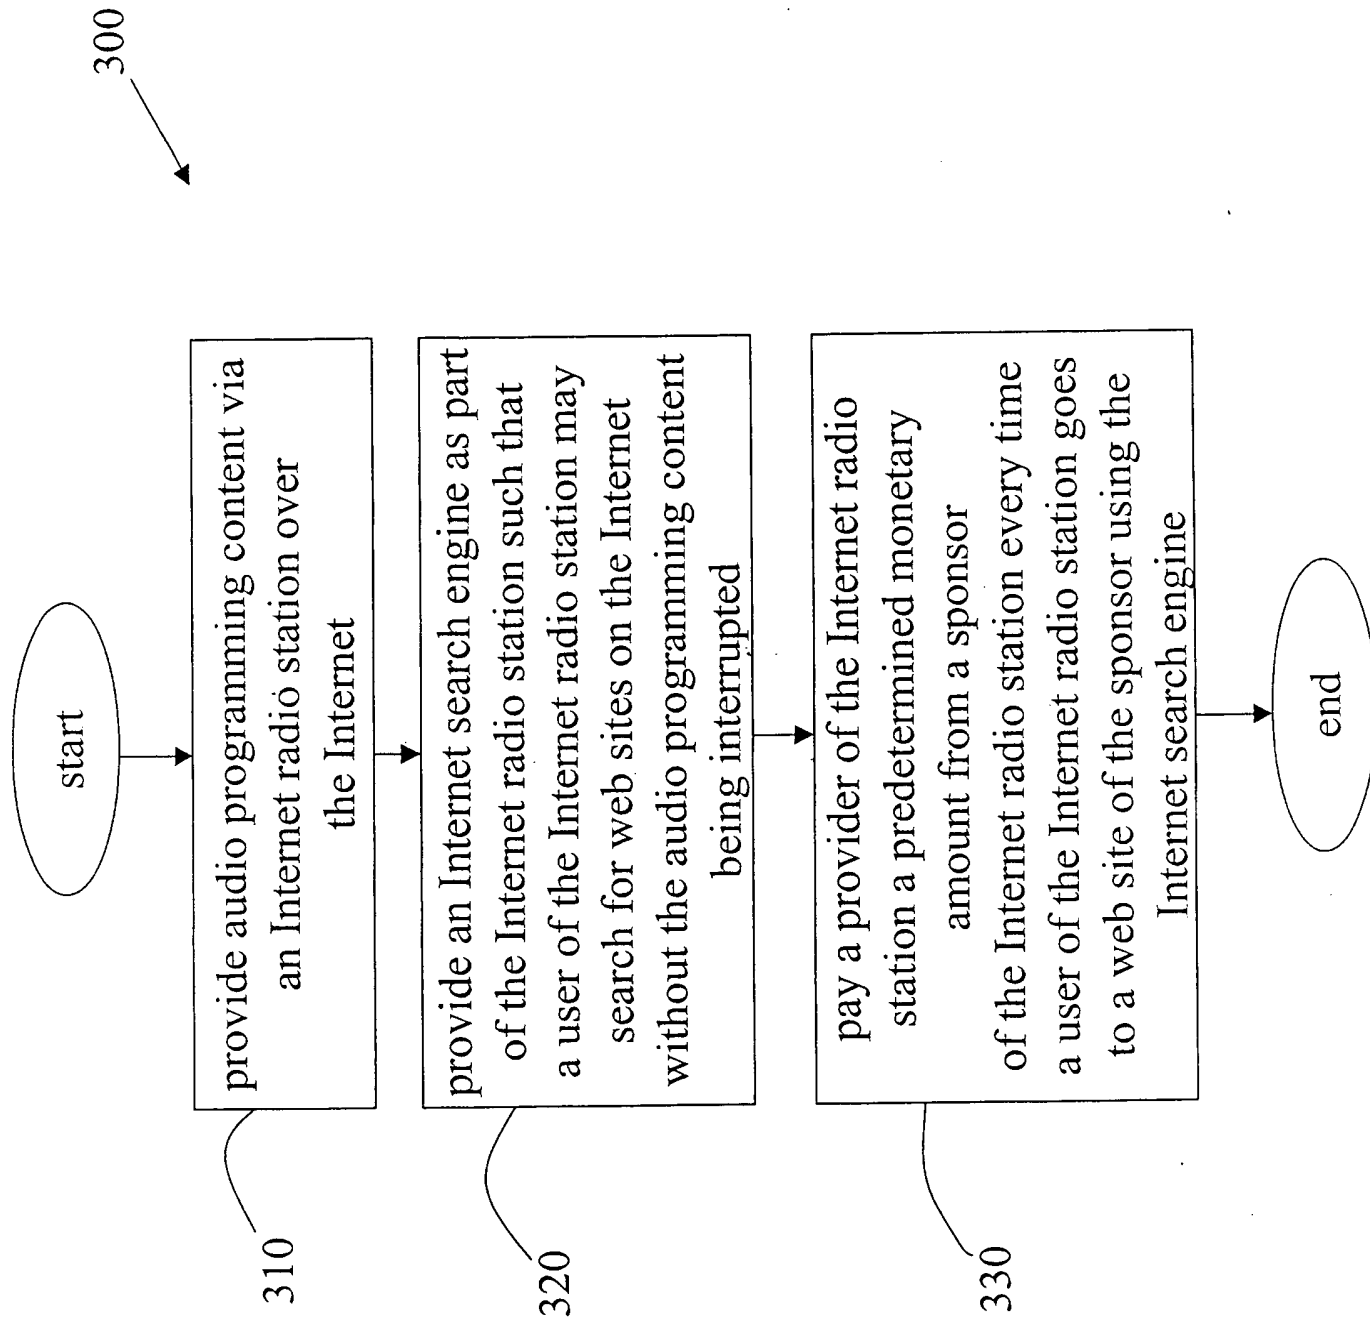 300
start
310
provide audio programming content via
an Internet radio station over
the Internet
320
provide an Internet search engine as part
of the Internet radio station such that
a user of the Internet radio station may
search for web sites on the Internet
without the audio programming content
being interrupted
330
pay a provider of the Internet radio
station a predetermined monetary
amount from a sponsor
of the Internet radio station every time
a user of the Internet radio station goes
to a web site of the sponsor using the
Internet search engine
end